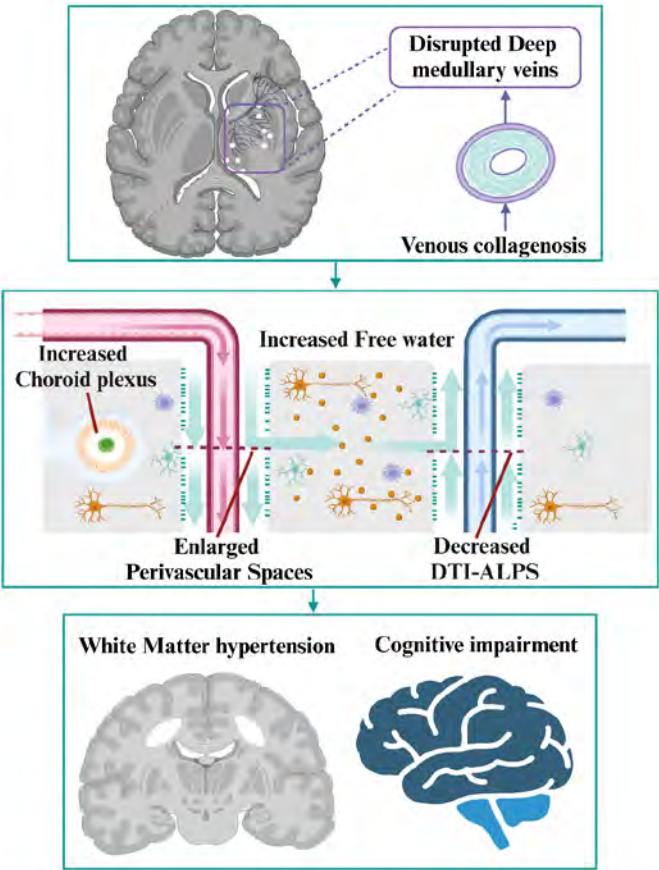 Disrupted Deep
medullary veins
Venous collagenosis
Increased
Choroid plexus
Increased Free water
Enlarged
Perivascular Spaces
Decreased
DTI-ALPS
White Matter hypertension
Cognitive impairment